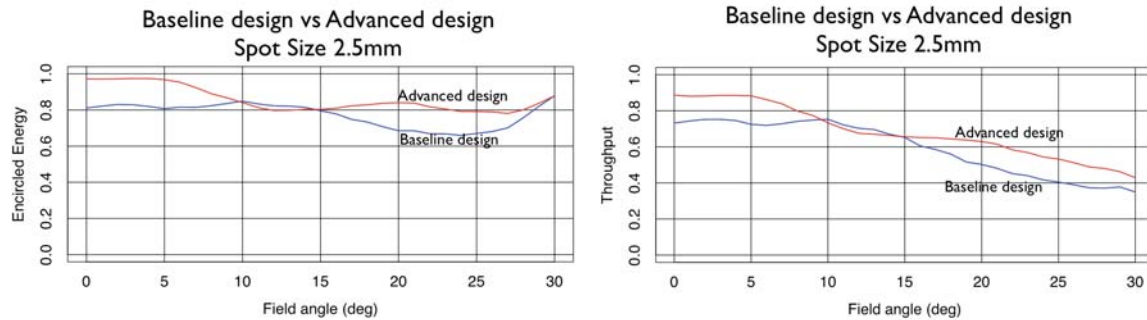 Baseline design vs Advanced design
Spot Size 2.5mm
Encircled Energy
1.0
0.8
0.6
0.4
0.2
0.0
Advanced design
Baseline design
0 5 10 15 20 25 30
Field angle (deg)
Baseline design vs Advanced design
Spot Size 2.5mm
Throughput
1.0
0.8
0.6
0.4
0.2
0.0
Advanced design
Baseline design
0 5 10 15 20 25 30
Field angle (deg)